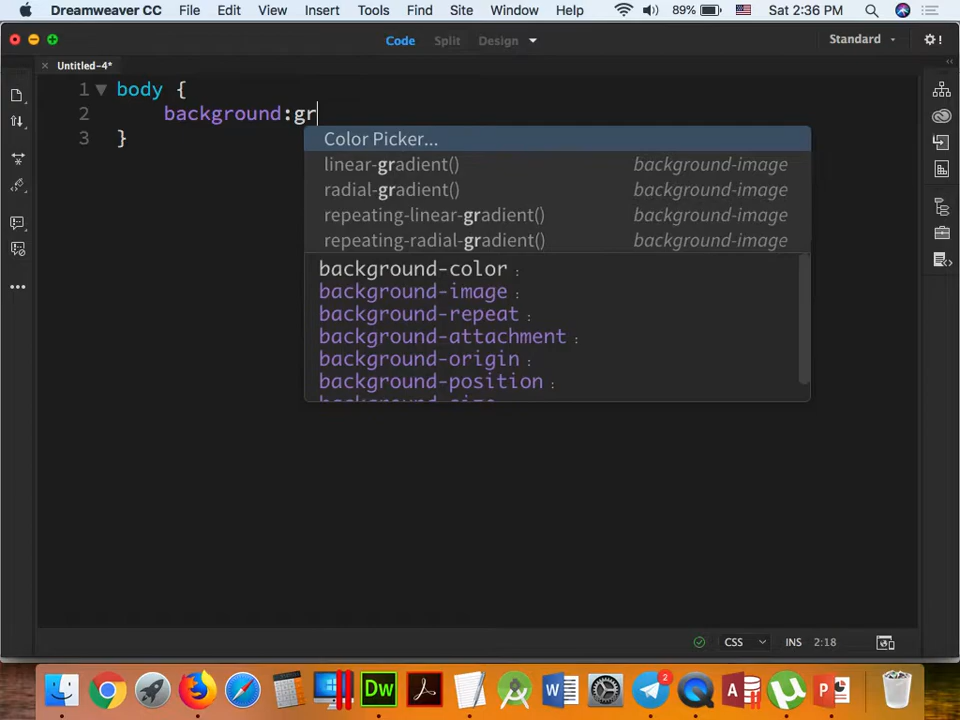 Dreamweaver CC File Edit View Insert Tools Find Site Window Help 89% Sat 2:36 PM
Code Split Design Standard
Untitled-4*
1 body {
2 background:gr
3 }
Color Picker...
linear-gradient() background-image
radial-gradient() background-image
repeating-linear-gradient() background-image
repeating-radial-gradient() background-image
background-color :
background-image :
background-repeat :
background-attachment :
background-origin :
background-position :
CSS INS 2:18
Dw W 2 A P